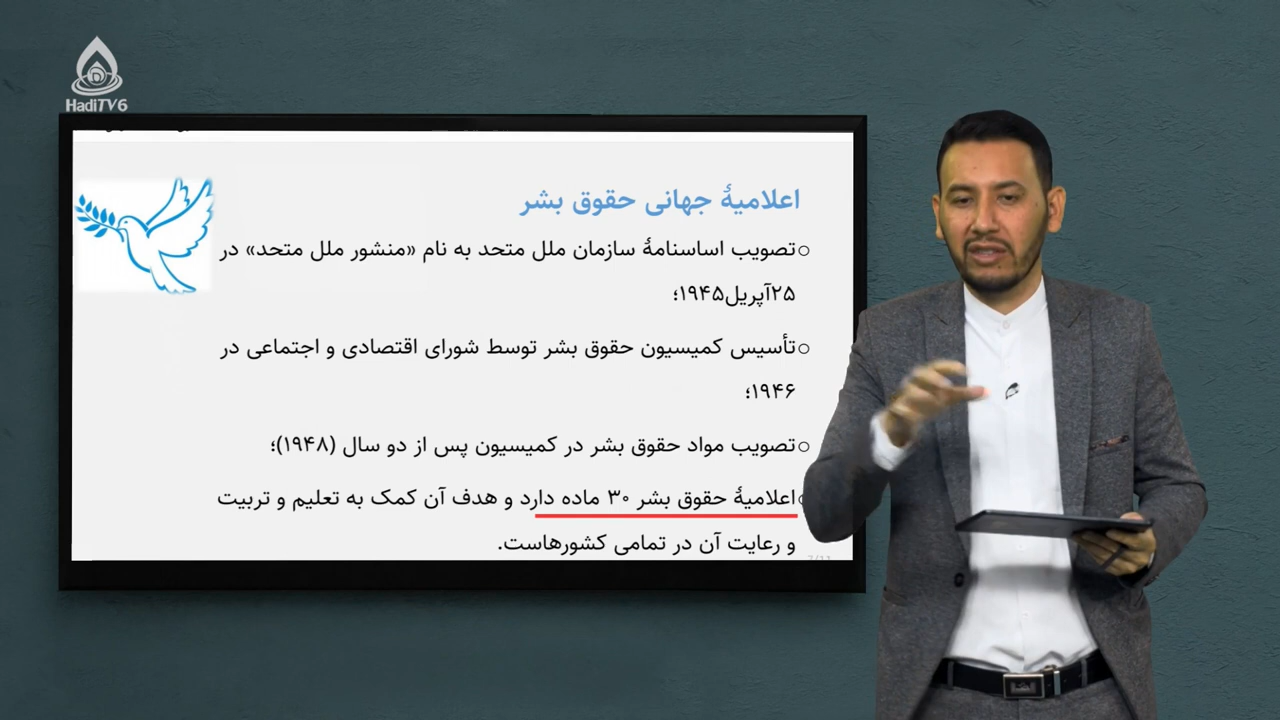 HadiTV6
اعلامیهٔ جهانی حقوق بشر
تصویب اساسنامهٔ سازمان ملل متحد به نام «منشور ملل متحد» در
۲۵آپریل۱۹۴۵؛
تأسیس کمیسیون حقوق بشر توسط شورای اقتصادی و اجتماعی در
۱۹۴۶؛
تصویب مواد حقوق بشر در کمیسیون پس از دو سال (۱۹۴۸)؛
اعلامیهٔ حقوق بشر ۳۰ ماده دارد و هدف آن کمک به تعلیم و تربیت
و رعایت آن در تمامی کشورهاست.